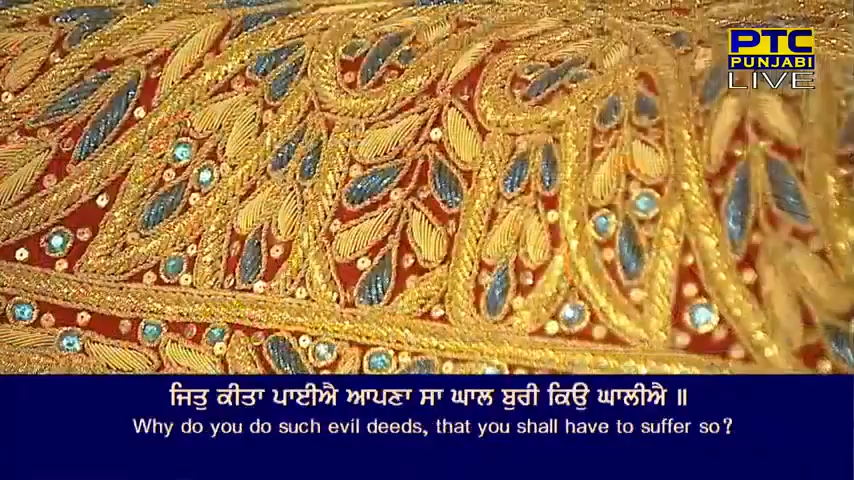 PTC
PUNJABI
LIVE
ਜਿਤੁ ਕੀਤਾ ਪਾਈਐ ਆਪਣਾ ਸਾ ਘਾਲ ਬੁਰੀ ਕਿਉ ਘਾਲੀਐ ॥
Why do you do such evil deeds, that you shall have to suffer so?